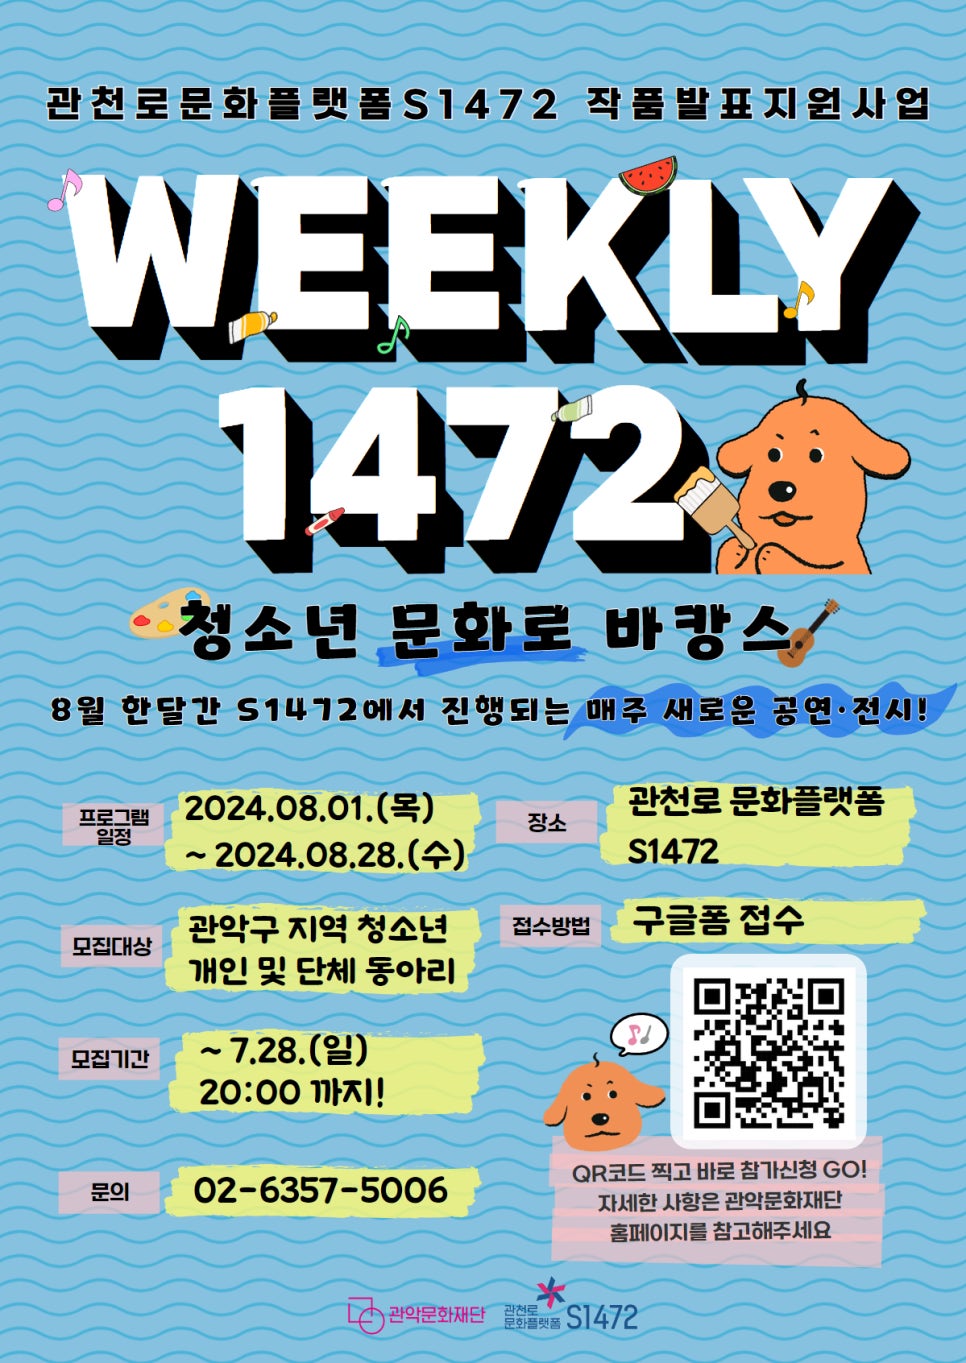 관천로문화플랫폼S1472 작품발표지원사업
WEEKLY
1472
청소년 문화로 바캉스
8월 한달간 S1472에서 진행되는 매주 새로운 공연·전시!
프로그램
일정
2024.08.01.(목)
~ 2024.08.28.(수)
장소
관천로 문화플랫폼
S1472
모집대상
관악구 지역 청소년
개인 및 단체 동아리
접수방법
구글폼 접수
모집기간
~ 7.28.(일)
20:00 까지!
문의
02-6357-5006
QR코드 찍고 바로 참가신청 GO!
자세한 사항은 관악문화재단
홈페이지를 참고해주세요
관악문화재단
관천로
문화플랫폼 S1472